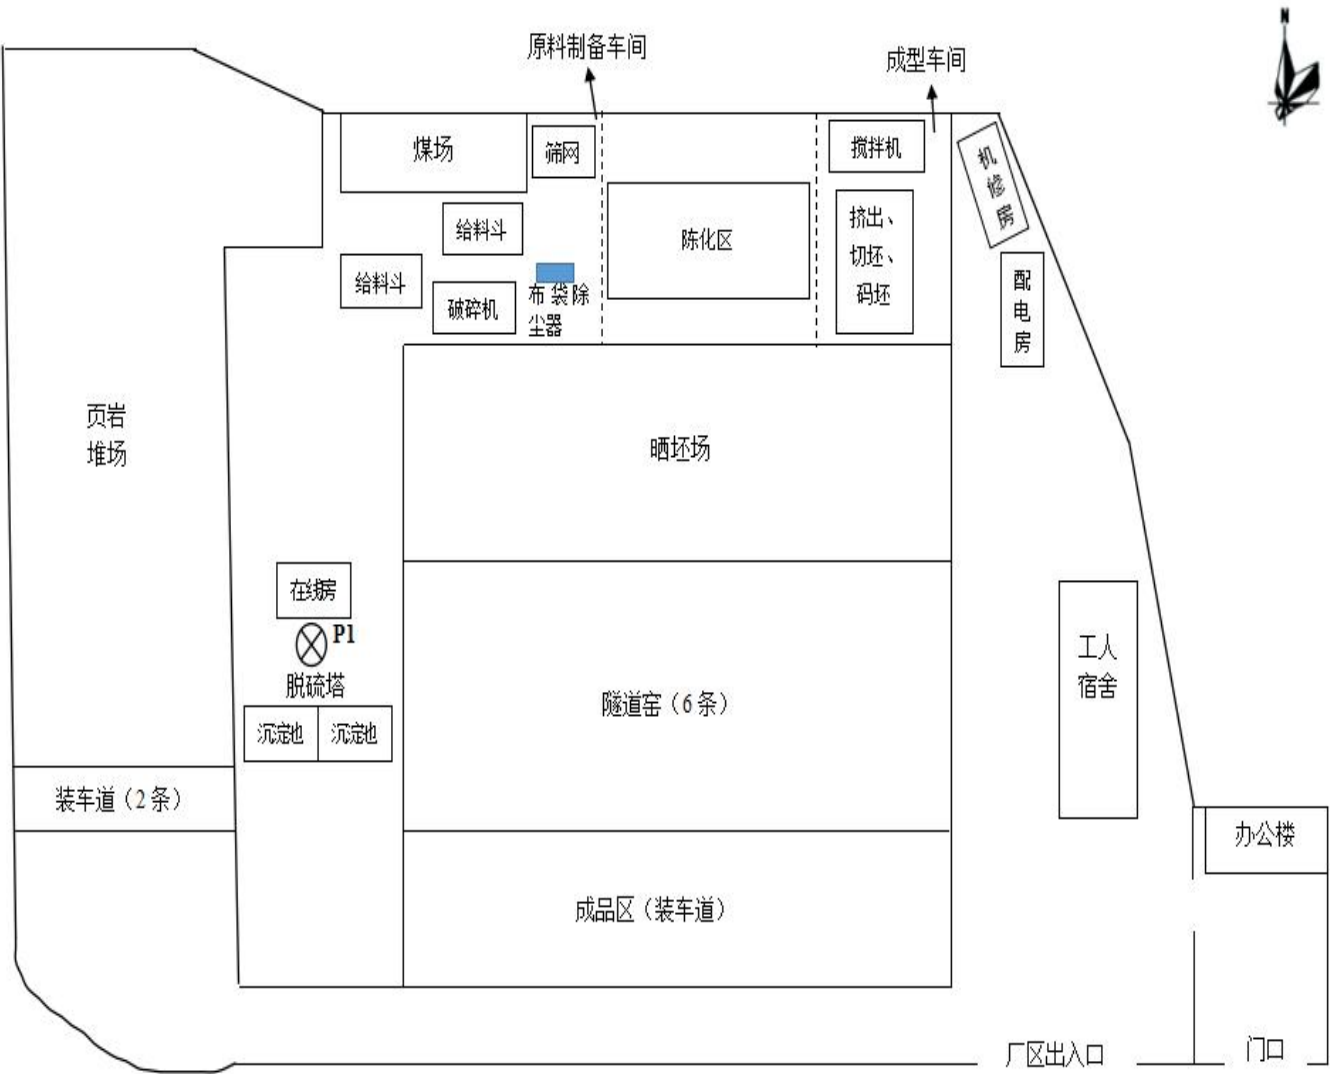 N
原料制备车间
成型车间
煤场
筛网
搅拌机
机
修
房
给料斗
陈化区
挤出、
切坯、
码坯
给料斗
破碎机
布袋除
尘器
配
电
房
页岩
堆场
晒坯场
在线房
P1
脱硫塔
沉淀池
沉淀池
隧道窑（6条）
工人
宿舍
装车道（2条）
办公楼
成品区（装车道）
厂区出入口
门口